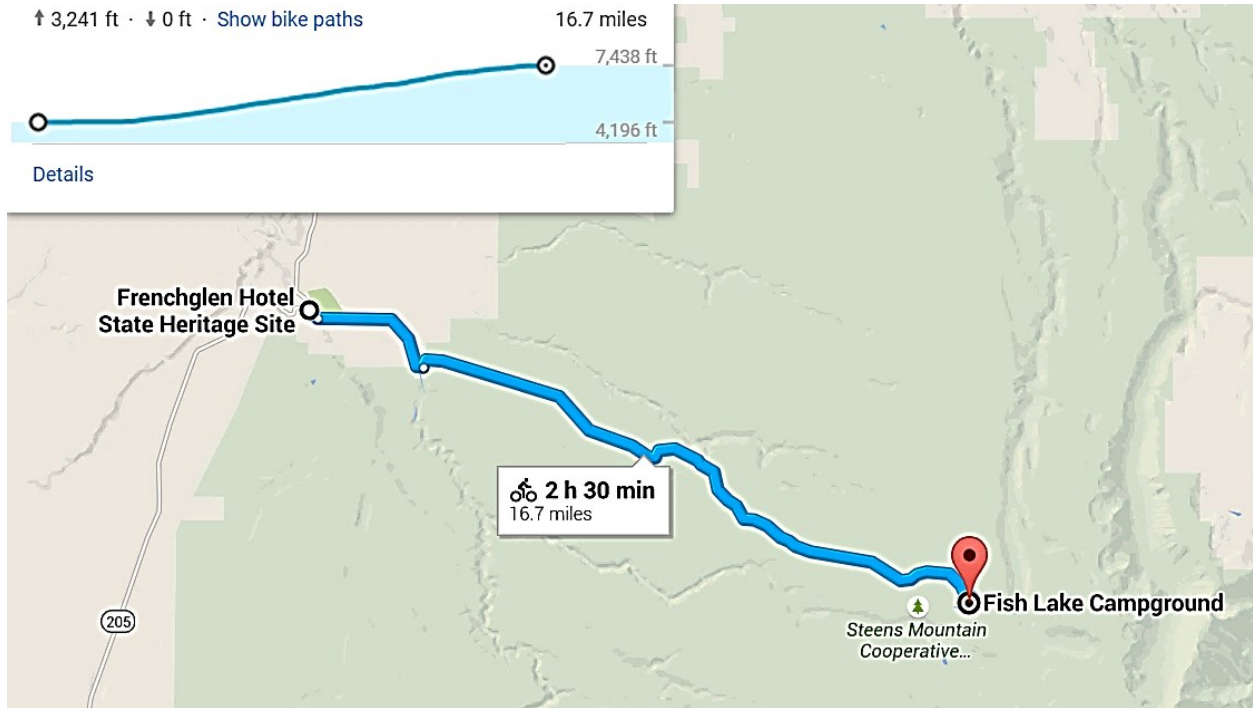 ↑ 3,241 ft · ↓ 0 ft · Show bike paths 16.7 miles
7,438 ft
4,196 ft
Details
Frenchglen Hotel
State Heritage Site
2 h 30 min
16.7 miles
Fish Lake Campground
205
Steens Mountain
Cooperative...